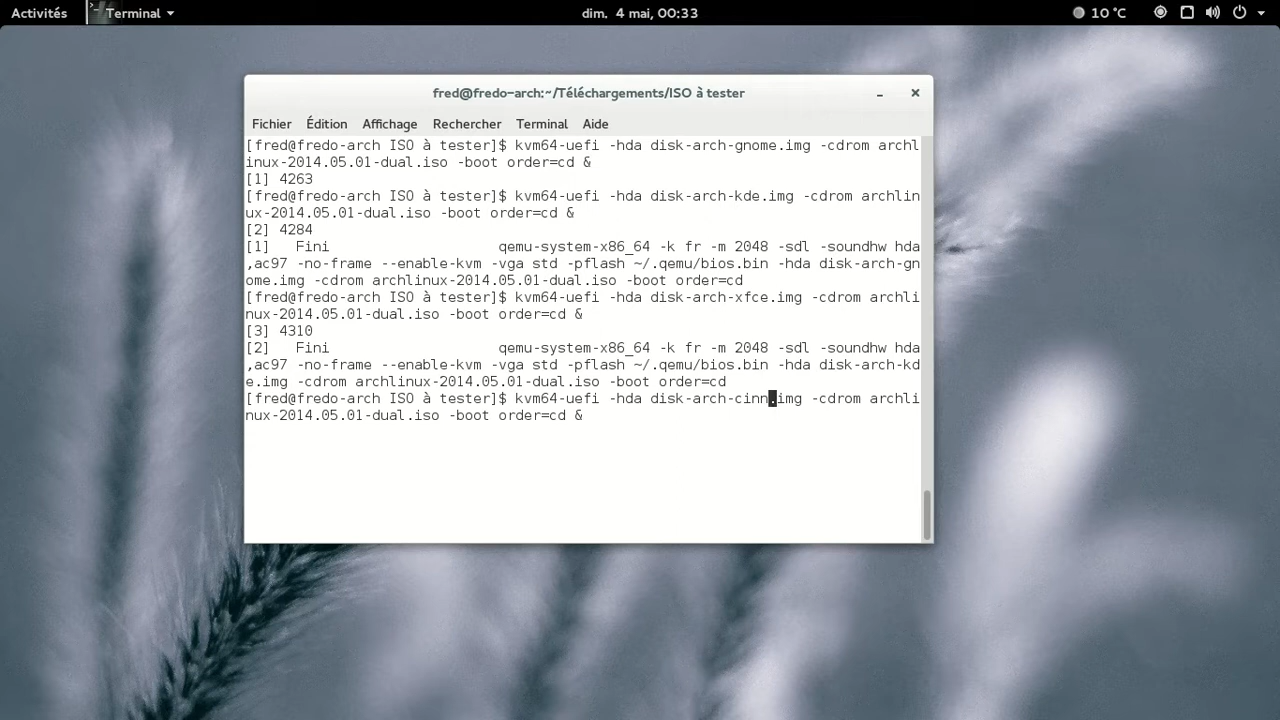 Activités Terminal dim. 4 mai, 00:33 10 °C
fred@fredo-arch:~/Téléchargements/ISO à tester
Fichier Édition Affichage Rechercher Terminal Aide
[fred@fredo-arch ISO à tester]$ kvm64-uefi -hda disk-arch-gnome.img -cdrom archl
inux-2014.05.01-dual.iso -boot order=cd &
[1] 4263
[fred@fredo-arch ISO à tester]$ kvm64-uefi -hda disk-arch-kde.img -cdrom archlin
ux-2014.05.01-dual.iso -boot order=cd &
[2] 4284
[1]   Fini                    qemu-system-x86_64 -k fr -m 2048 -sdl -soundhw hda
,ac97 -no-frame --enable-kvm -vga std -pflash ~/.qemu/bios.bin -hda disk-arch-gn
ome.img -cdrom archlinux-2014.05.01-dual.iso -boot order=cd
[fred@fredo-arch ISO à tester]$ kvm64-uefi -hda disk-arch-xfce.img -cdrom archli
nux-2014.05.01-dual.iso -boot order=cd &
[3] 4310
[2]   Fini                    qemu-system-x86_64 -k fr -m 2048 -sdl -soundhw hda
,ac97 -no-frame --enable-kvm -vga std -pflash ~/.qemu/bios.bin -hda disk-arch-kd
e.img -cdrom archlinux-2014.05.01-dual.iso -boot order=cd
[fred@fredo-arch ISO à tester]$ kvm64-uefi -hda disk-arch-cinn.img -cdrom archli
nux-2014.05.01-dual.iso -boot order=cd &